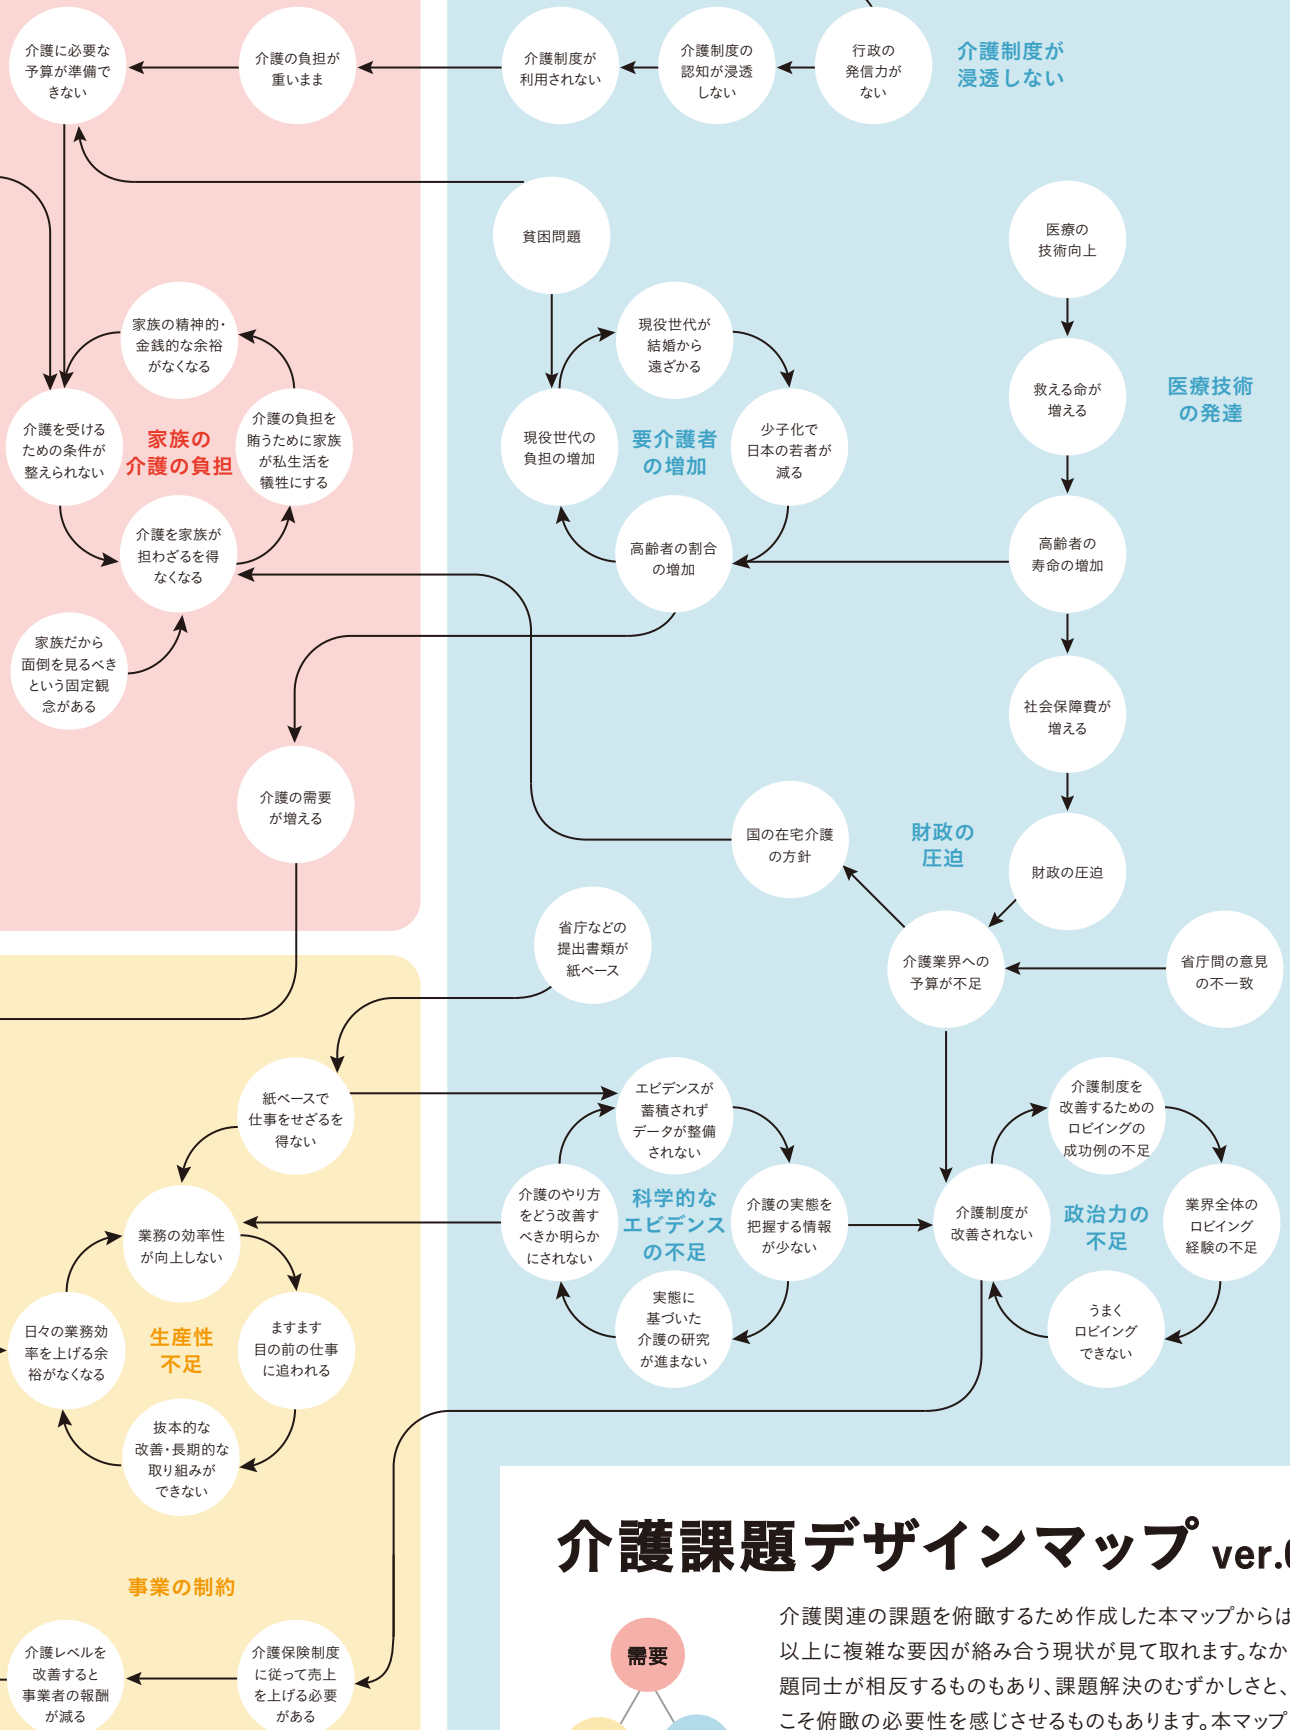 介護に必要な
予算が準備で
きない
介護の負担が
重いまま
介護制度が
利用されない
介護制度の
認知が浸透
しない
行政の
発信力が
ない
介護制度が
浸透しない
貧困問題
医療の
技術向上
家族の精神的・
金銭的な余裕
がなくなる
現役世代が
結婚から
遠ざかる
救える命が
増える
医療技術
の発達
介護を受ける
ための条件が
整えられない
家族の
介護の負担
介護の負担を
賄うために家族
が私生活を
犠牲にする
現役世代の
負担の増加
要介護者
の増加
少子化で
日本の若者が
減る
介護を家族が
担わざるを得
なくなる
高齢者の割合
の増加
高齢者の
寿命の増加
家族だから
面倒を見るべき
という固定観
念がある
社会保障費が
増える
介護の需要
が増える
国の在宅介護
の方針
財政の
圧迫
財政の圧迫
省庁などの
提出書類が
紙ベース
介護業界への
予算が不足
省庁間の意見
の不一致
紙ベースで
仕事をせざるを
得ない
エビデンスが
蓄積されず
データが整備
されない
介護制度を
改善するための
ロビイングの
成功例の不足
業務の効率性
が向上しない
介護のやり方
をどう改善す
べきか明らか
にされない
科学的な
エビデンス
の不足
介護の実態を
把握する情報
が少ない
介護制度が
改善されない
政治力の
不足
業界全体の
ロビイング
経験の不足
日々の業務効
率を上げる余
裕がなくなる
生産性
不足
ますます
目の前の仕事
に追われる
実態に
基づいた
介護の研究
が進まない
うまく
ロビイング
できない
抜本的な
改善・長期的な
取り組みが
できない
事業の制約
介護レベルを
改善すると
事業者の報酬
が減る
介護保険制度
に従って売上
を上げる必要
がある
介護課題デザインマップ ver.
需要
介護関連の課題を俯瞰するため作成した本マップからは
以上に複雑な要因が絡み合う現状が見て取れます。なか
題同士が相反するものもあり、課題解決のむずかしさと、
こそ俯瞰の必要性を感じさせるものもあります。本マップ